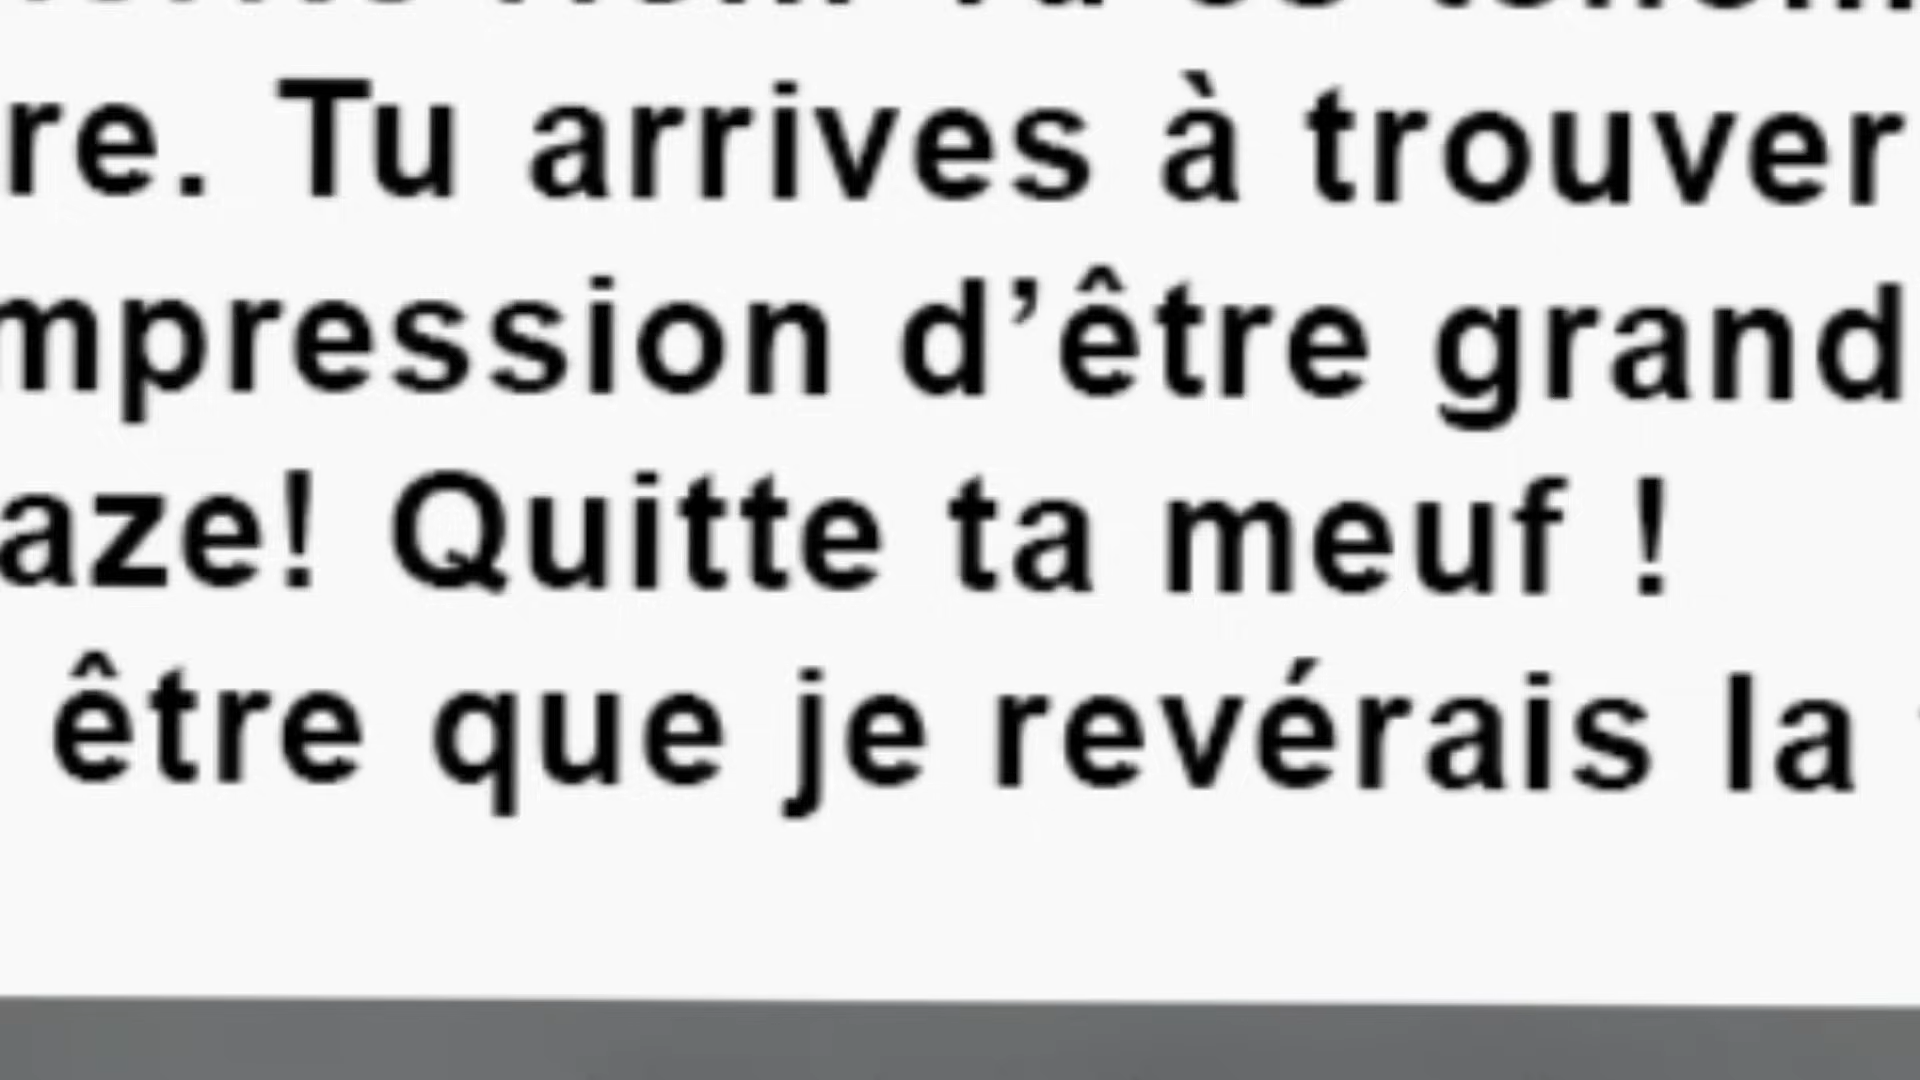 re. Tu arrives à trouver
mpression d’être grand
aze! Quitte ta meuf !
être que je revérais la